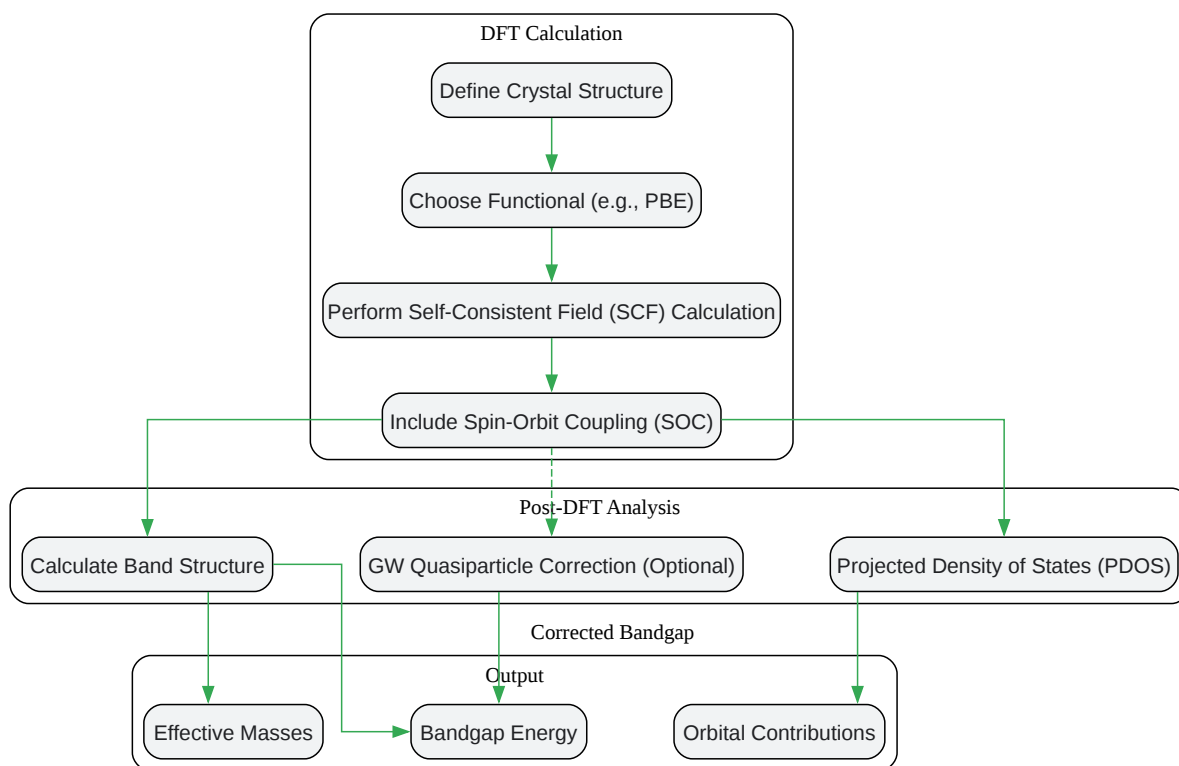 DFT Calculation
Define Crystal Structure
Choose Functional (e.g., PBE)
Perform Self-Consistent Field (SCF) Calculation
Include Spin-Orbit Coupling (SOC)
Post-DFT Analysis
Calculate Band Structure
GW Quasiparticle Correction (Optional)
Projected Density of States (PDOS)
Corrected Bandgap
Output
Effective Masses
Bandgap Energy
Orbital Contributions